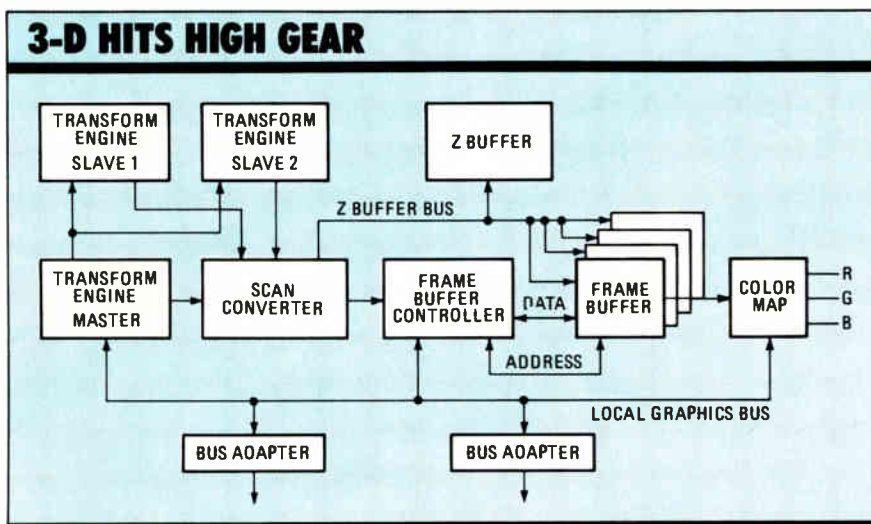 3-D HITS HIGH GEAR
TRANSFORM
ENGINE
SLAVE 1
TRANSFORM
ENGINE
SLAVE 2
Z BUFFER
Z BUFFER BUS
TRANSFORM
ENGINE
MASTER
SCAN
CONVERTER
FRAME
BUFFER
CONTROLLER
DATA
FRAME
BUFFER
COLOR
MAP
R
G
B
ADDRESS
LOCAL GRAPHICS BUS
BUS AOAPTER
BUS AOAPTER